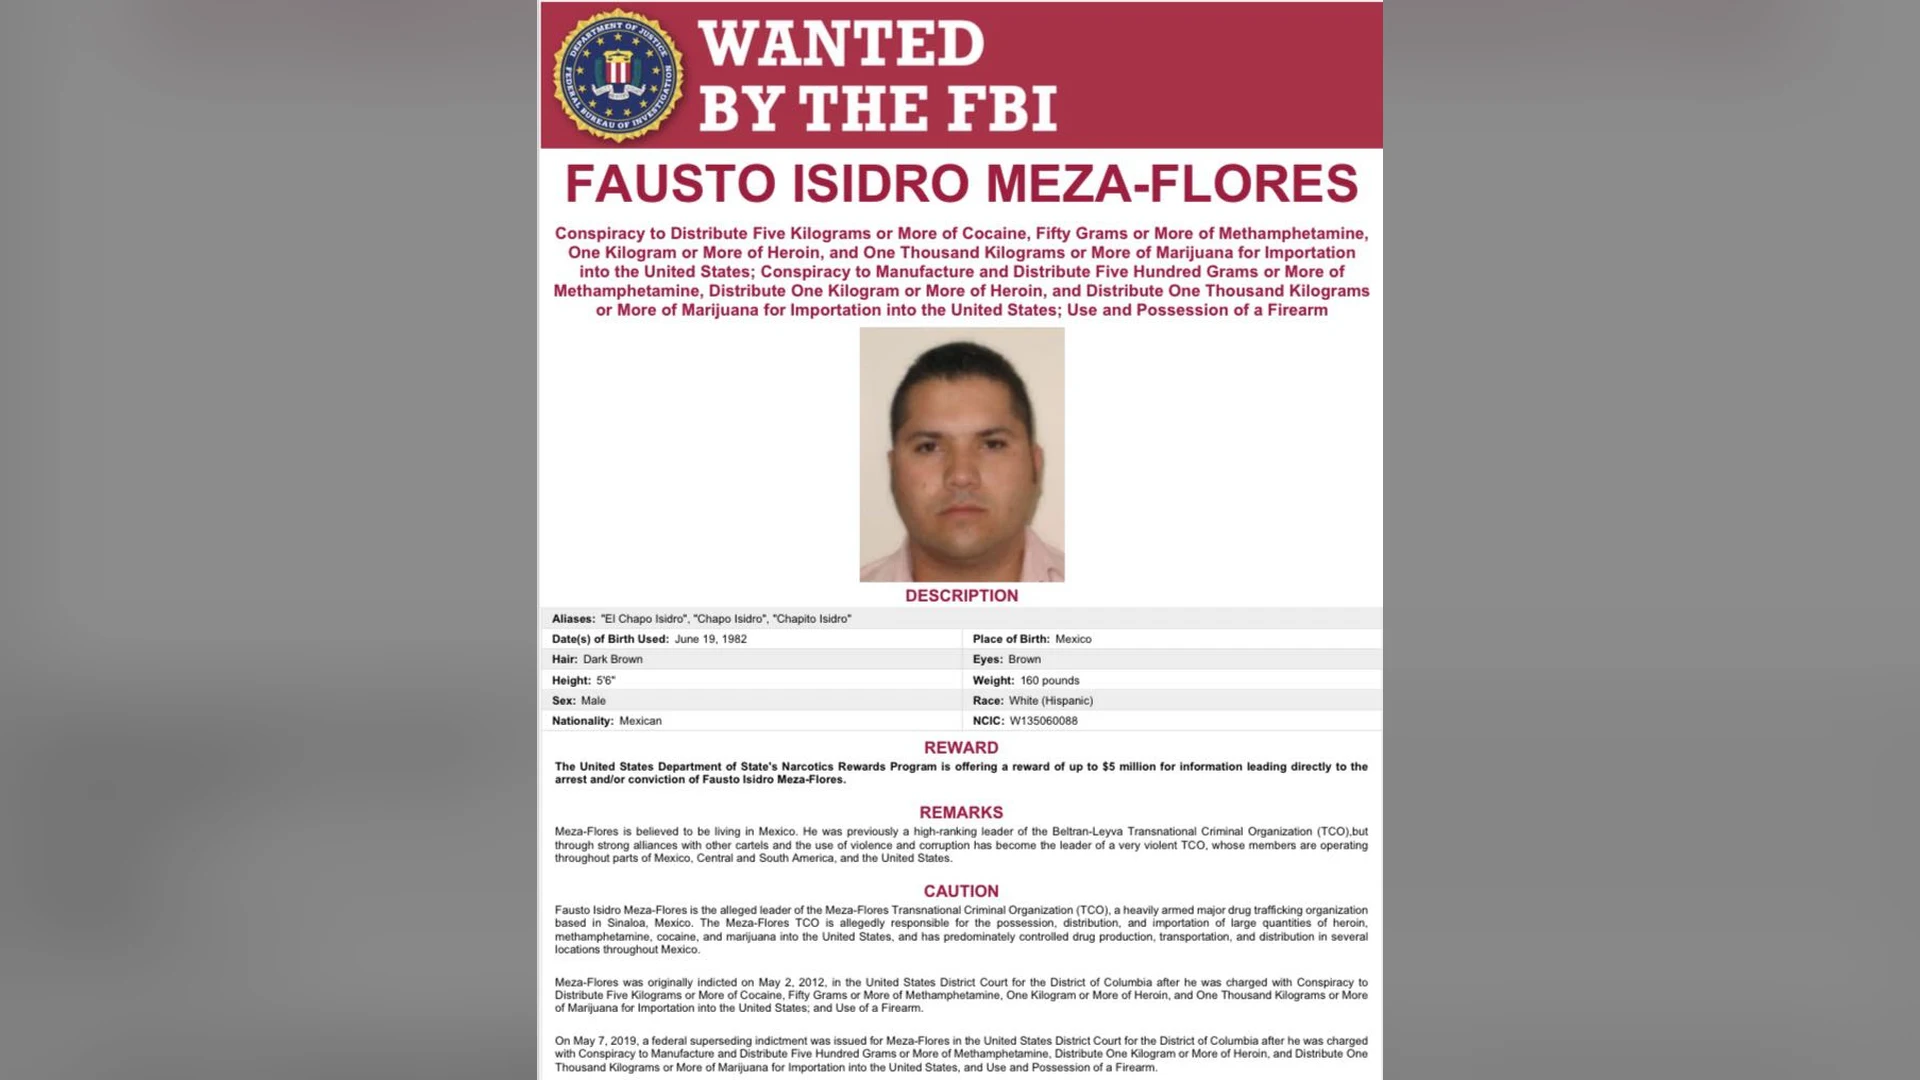 DEPARTMENT OF JUSTICE
FEDERAL BUREAU OF INVESTIGATION
WANTED
BY THE FBI
FAUSTO ISIDRO MEZA-FLORES
Conspiracy to Distribute Five Kilograms or More of Cocaine, Fifty Grams or More of Methamphetamine,
One Kilogram or More of Heroin, and One Thousand Kilograms or More of Marijuana for Importation
into the United States; Conspiracy to Manufacture and Distribute Five Hundred Grams or More of
Methamphetamine, Distribute One Kilogram or More of Heroin, and Distribute One Thousand Kilograms
or More of Marijuana for Importation into the United States; Use and Possession of a Firearm
DESCRIPTION
Aliases: "El Chapo Isidro", "Chapo Isidro", "Chapito Isidro"
Date(s) of Birth Used: June 19, 1982
Place of Birth: Mexico
Hair: Dark Brown
Eyes: Brown
Height: 5'6"
Weight: 160 pounds
Sex: Male
Race: White (Hispanic)
Nationality: Mexican
NCIC: W135060088
REWARD
The United States Department of State's Narcotics Rewards Program is offering a reward of up to $5 million for information leading directly to the
arrest and/or conviction of Fausto Isidro Meza-Flores.
REMARKS
Meza-Flores is believed to be living in Mexico. He was previously a high-ranking leader of the Beltran-Leyva Transnational Criminal Organization (TCO),but
through strong alliances with other cartels and the use of violence and corruption has become the leader of a very violent TCO, whose members are operating
throughout parts of Mexico, Central and South America, and the United States.
CAUTION
Fausto Isidro Meza-Flores is the alleged leader of the Meza-Flores Transnational Criminal Organization (TCO), a heavily armed major drug trafficking organization
based in Sinaloa, Mexico. The Meza-Flores TCO is allegedly responsible for the possession, distribution, and importation of large quantities of heroin,
methamphetamine, cocaine, and marijuana into the United States, and has predominately controlled drug production, transportation, and distribution in several
locations throughout Mexico.
Meza-Flores was originally indicted on May 2, 2012, in the United States District Court for the District of Columbia after he was charged with Conspiracy to
Distribute Five Kilograms or More of Cocaine, Fifty Grams or More of Methamphetamine, One Kilogram or More of Heroin, and One Thousand Kilograms or More
of Marijuana for Importation into the United States; and Use of a Firearm.
On May 7, 2019, a federal superseding indictment was issued for Meza-Flores in the United States District Court for the District of Columbia after he was charged
with Conspiracy to Manufacture and Distribute Five Hundred Grams or More of Methamphetamine, Distribute One Kilogram or More of Heroin, and Distribute One
Thousand Kilograms or More of Marijuana for Importation into the United States, and Use and Possession of a Firearm.